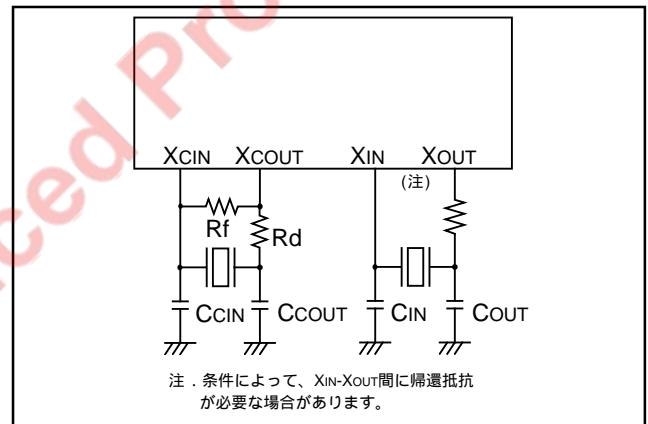 ced Pro
XCIN XCOUT XIN XOUT
(注)
Rf Rd
CCIN CCOUT CIN COUT
注．条件によって、XIN-XOUT間に帰還抵抗
が必要な場合があります。